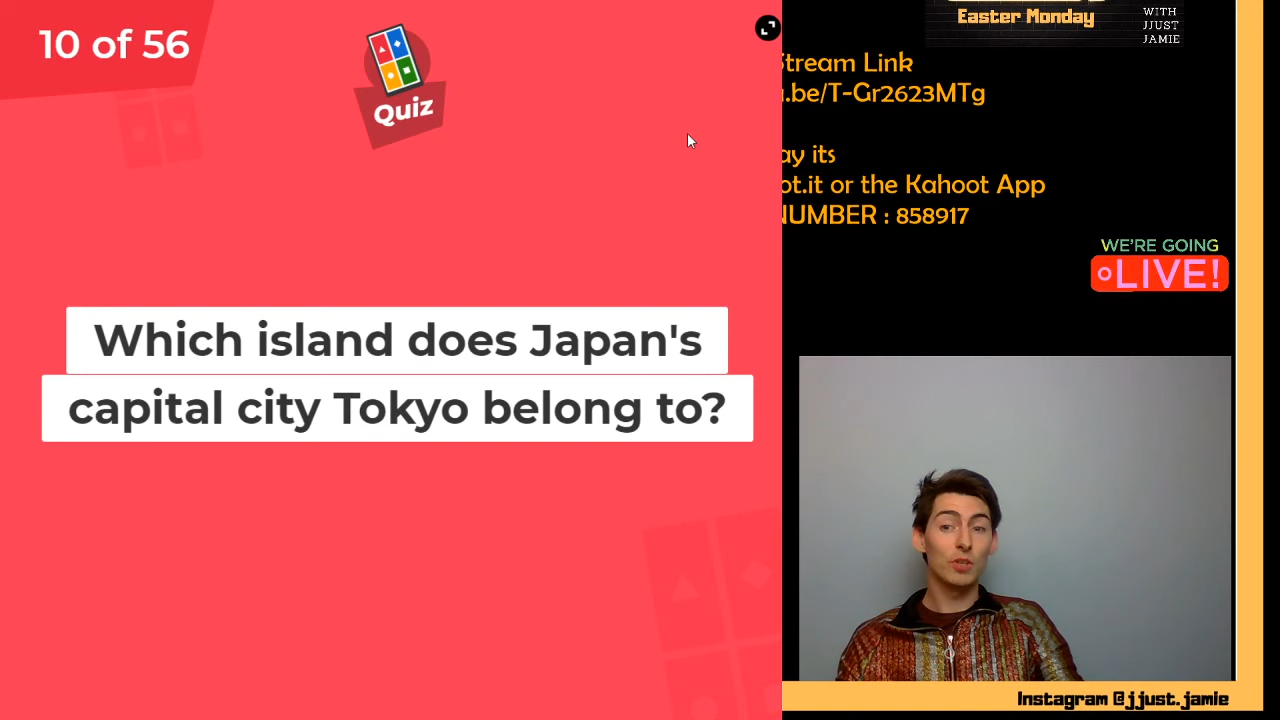 10 of 56
Quiz
Which island does Japan's
capital city Tokyo belong to?
Easter Monday
WITH
JJUST
JAMIE
Stream Link
.be/T-Gr2623MTg
ay its
ot.it or the Kahoot App
NUMBER : 858917
WE'RE GOING
LIVE!
Instagram @jjust.jamie